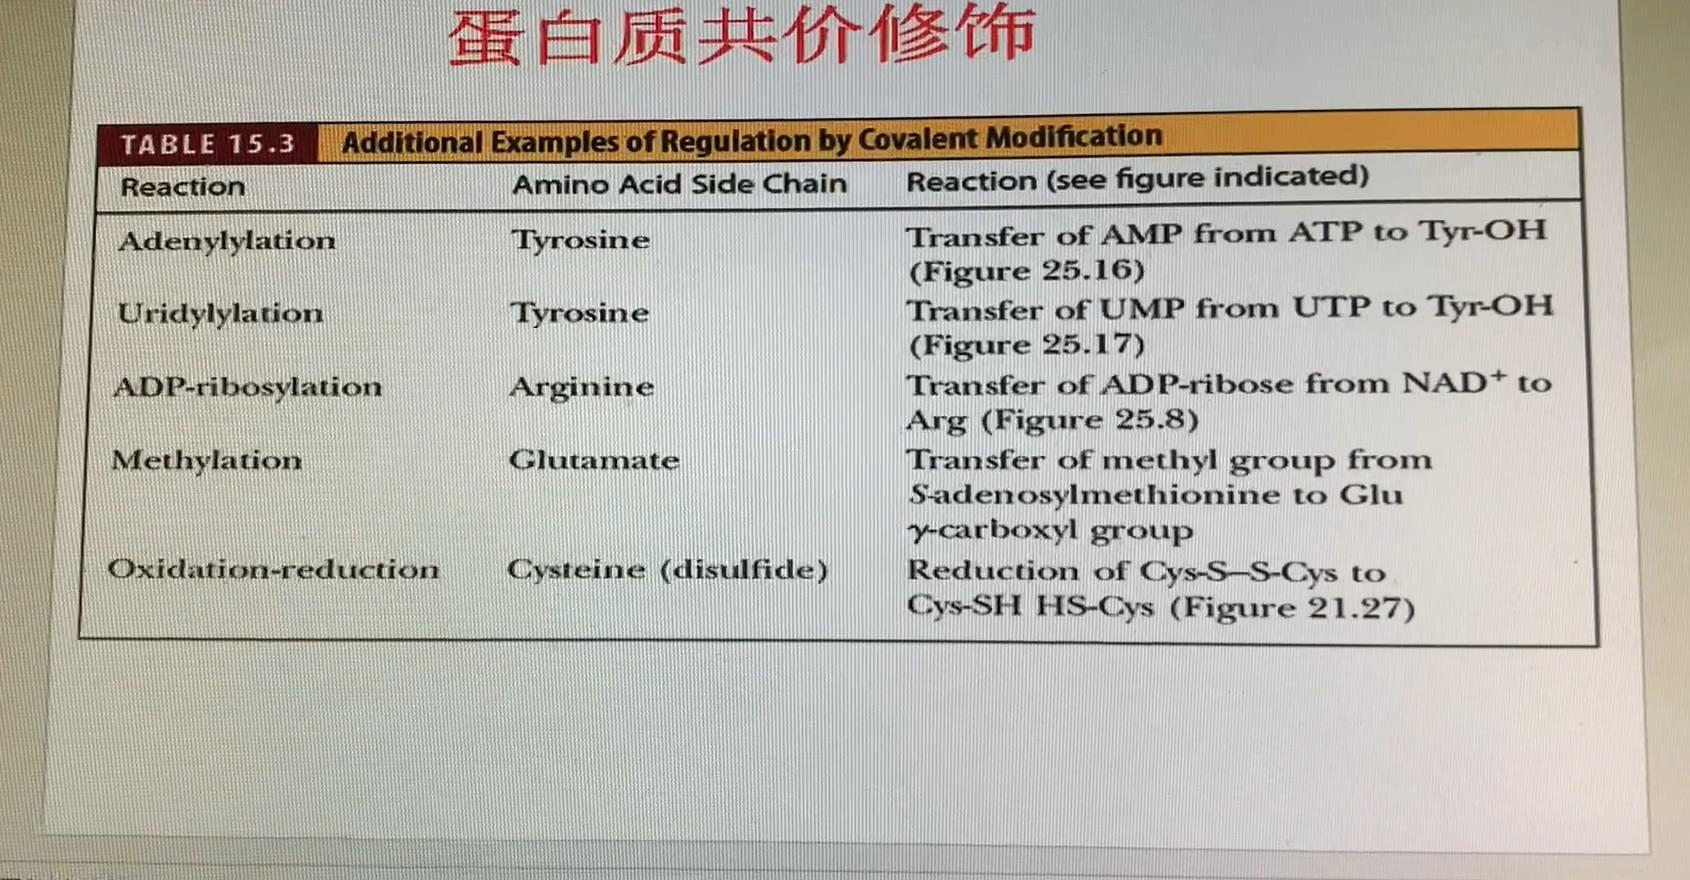 蛋白质共价修饰
TABLE 15.3 Additional Examples of Regulation by Covalent Modification
Reaction Amino Acid Side Chain Reaction (see figure indicated)
Adenylylation Tyrosine Transfer of AMP from ATP to Tyr-OH
(Figure 25.16)
Uridylylation Tyrosine Transfer of UMP from UTP to Tyr-OH
(Figure 25.17)
ADP-ribosylation Arginine Transfer of ADP-ribose from NAD⁺ to
Arg (Figure 25.8)
Methylation Glutamate Transfer of methyl group from
S-adenosylmethionine to Glu
γ-carboxyl group
Oxidation-reduction Cysteine (disulfide) Reduction of Cys-S—S-Cys to
Cys-SH HS-Cys (Figure 21.27)